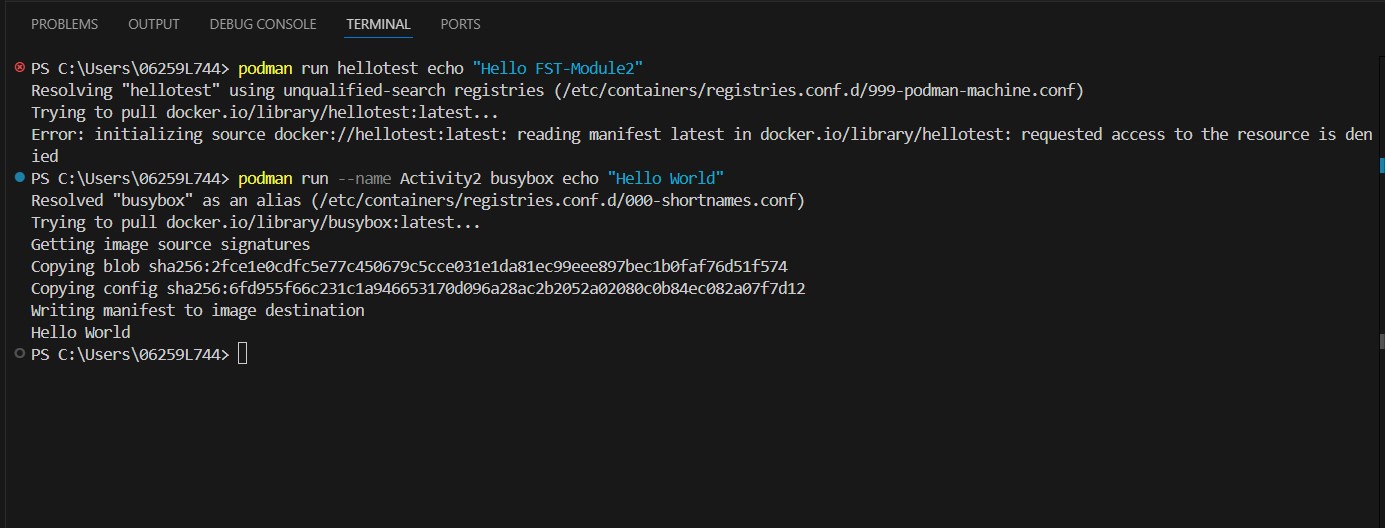 PROBLEMS OUTPUT DEBUG CONSOLE TERMINAL PORTS
PS C:\Users\06259L744> podman run hellotest echo "Hello FST-Module2"
Resolving "hellotest" using unqualified-search registries (/etc/containers/registries.conf.d/999-podman-machine.conf)
Trying to pull docker.io/library/hellotest:latest...
Error: initializing source docker://hellotest:latest: reading manifest latest in docker.io/library/hellotest: requested access to the resource is den
ied
PS C:\Users\06259L744> podman run --name Activity2 busybox echo "Hello World"
Resolved "busybox" as an alias (/etc/containers/registries.conf.d/000-shortnames.conf)
Trying to pull docker.io/library/busybox:latest...
Getting image source signatures
Copying blob sha256:2fce1e0cdfc5e77c450679c5cce031e1da81ec99eee897bec1b0faf76d51f574
Copying config sha256:6fd955f66c231c1a946653170d096a28ac2b2052a02080c0b84ec082a07f7d12
Writing manifest to image destination
Hello World
PS C:\Users\06259L744>